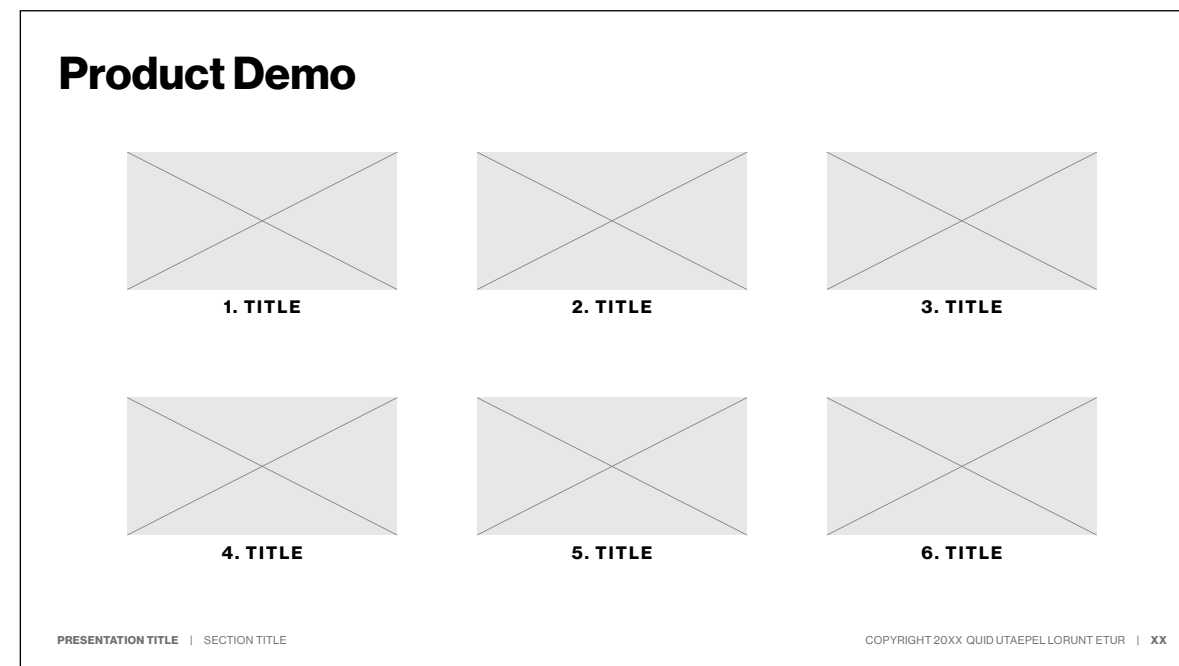 Product Demo
1. TITLE
2. TITLE
3. TITLE
4. TITLE
5. TITLE
6. TITLE
PRESENTATION TITLE | SECTION TITLE
COPYRIGHT 20XX QUID UTAEPEL LORUNT ETUR | XX